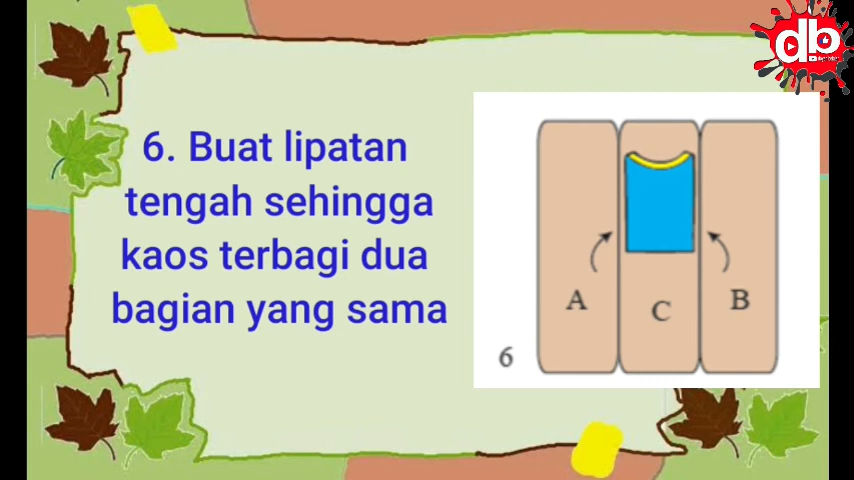 6. Buat lipatan
tengah sehingga
kaos terbagi dua
bagian yang sama
A
C
B
6
db